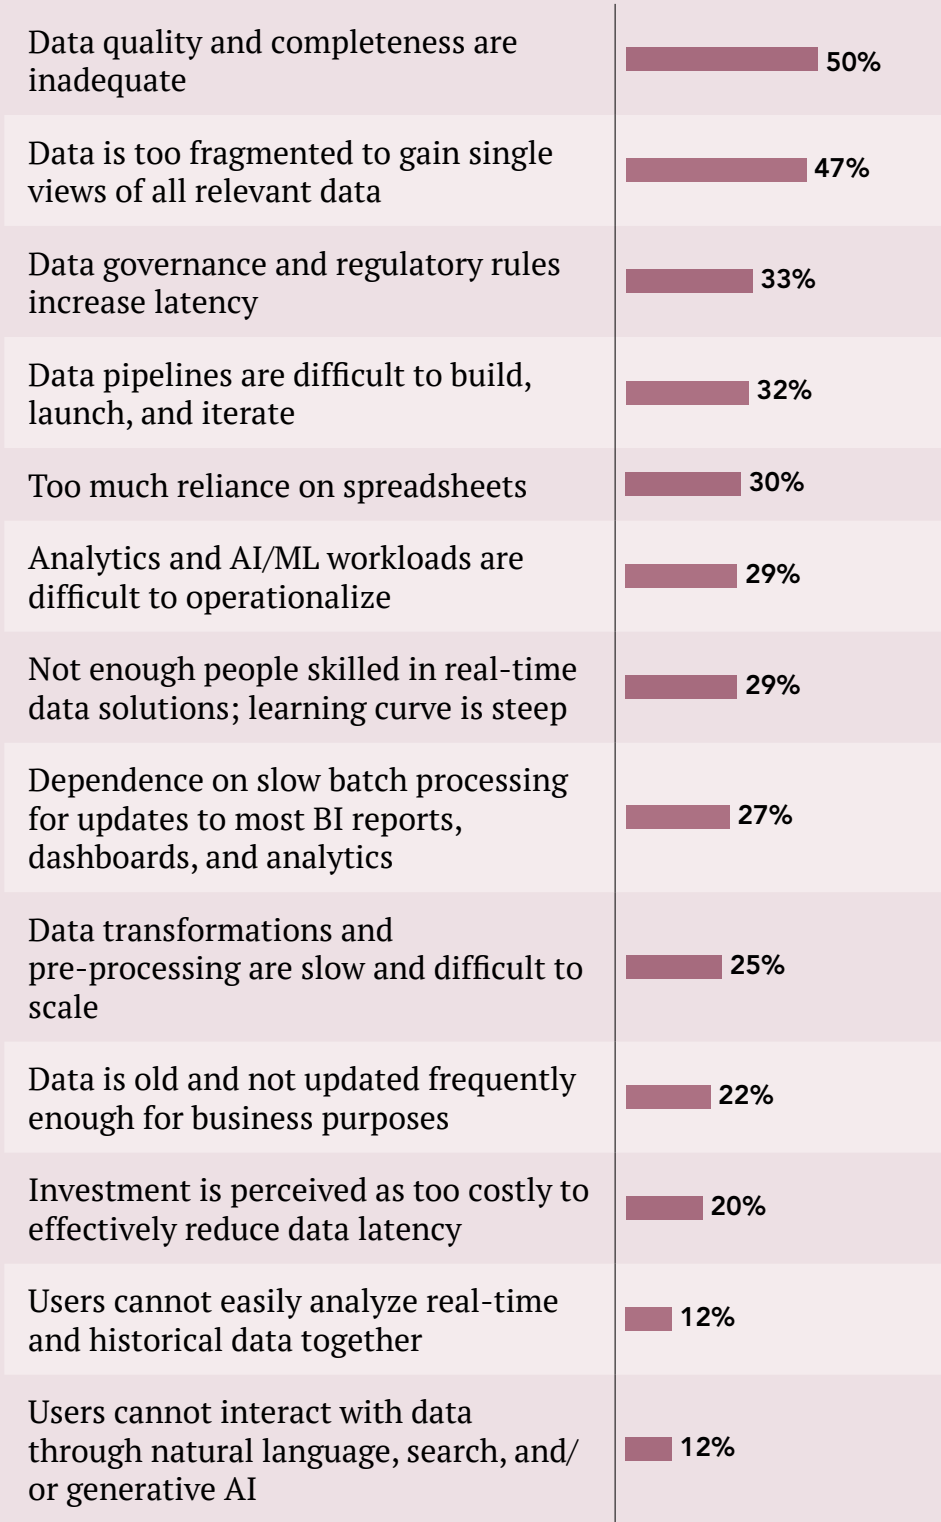 Data quality and completeness are
inadequate
50%
Data is too fragmented to gain single
views of all relevant data
47%
Data governance and regulatory rules
increase latency
33%
Data pipelines are difficult to build,
launch, and iterate
32%
Too much reliance on spreadsheets
30%
Analytics and AI/ML workloads are
difficult to operationalize
29%
Not enough people skilled in real-time
data solutions; learning curve is steep
29%
Dependence on slow batch processing
for updates to most BI reports,
dashboards, and analytics
27%
Data transformations and
pre-processing are slow and difficult to
scale
25%
Data is old and not updated frequently
enough for business purposes
22%
Investment is perceived as too costly to
effectively reduce data latency
20%
Users cannot easily analyze real-time
and historical data together
12%
Users cannot interact with data
through natural language, search, and/
or generative AI
12%